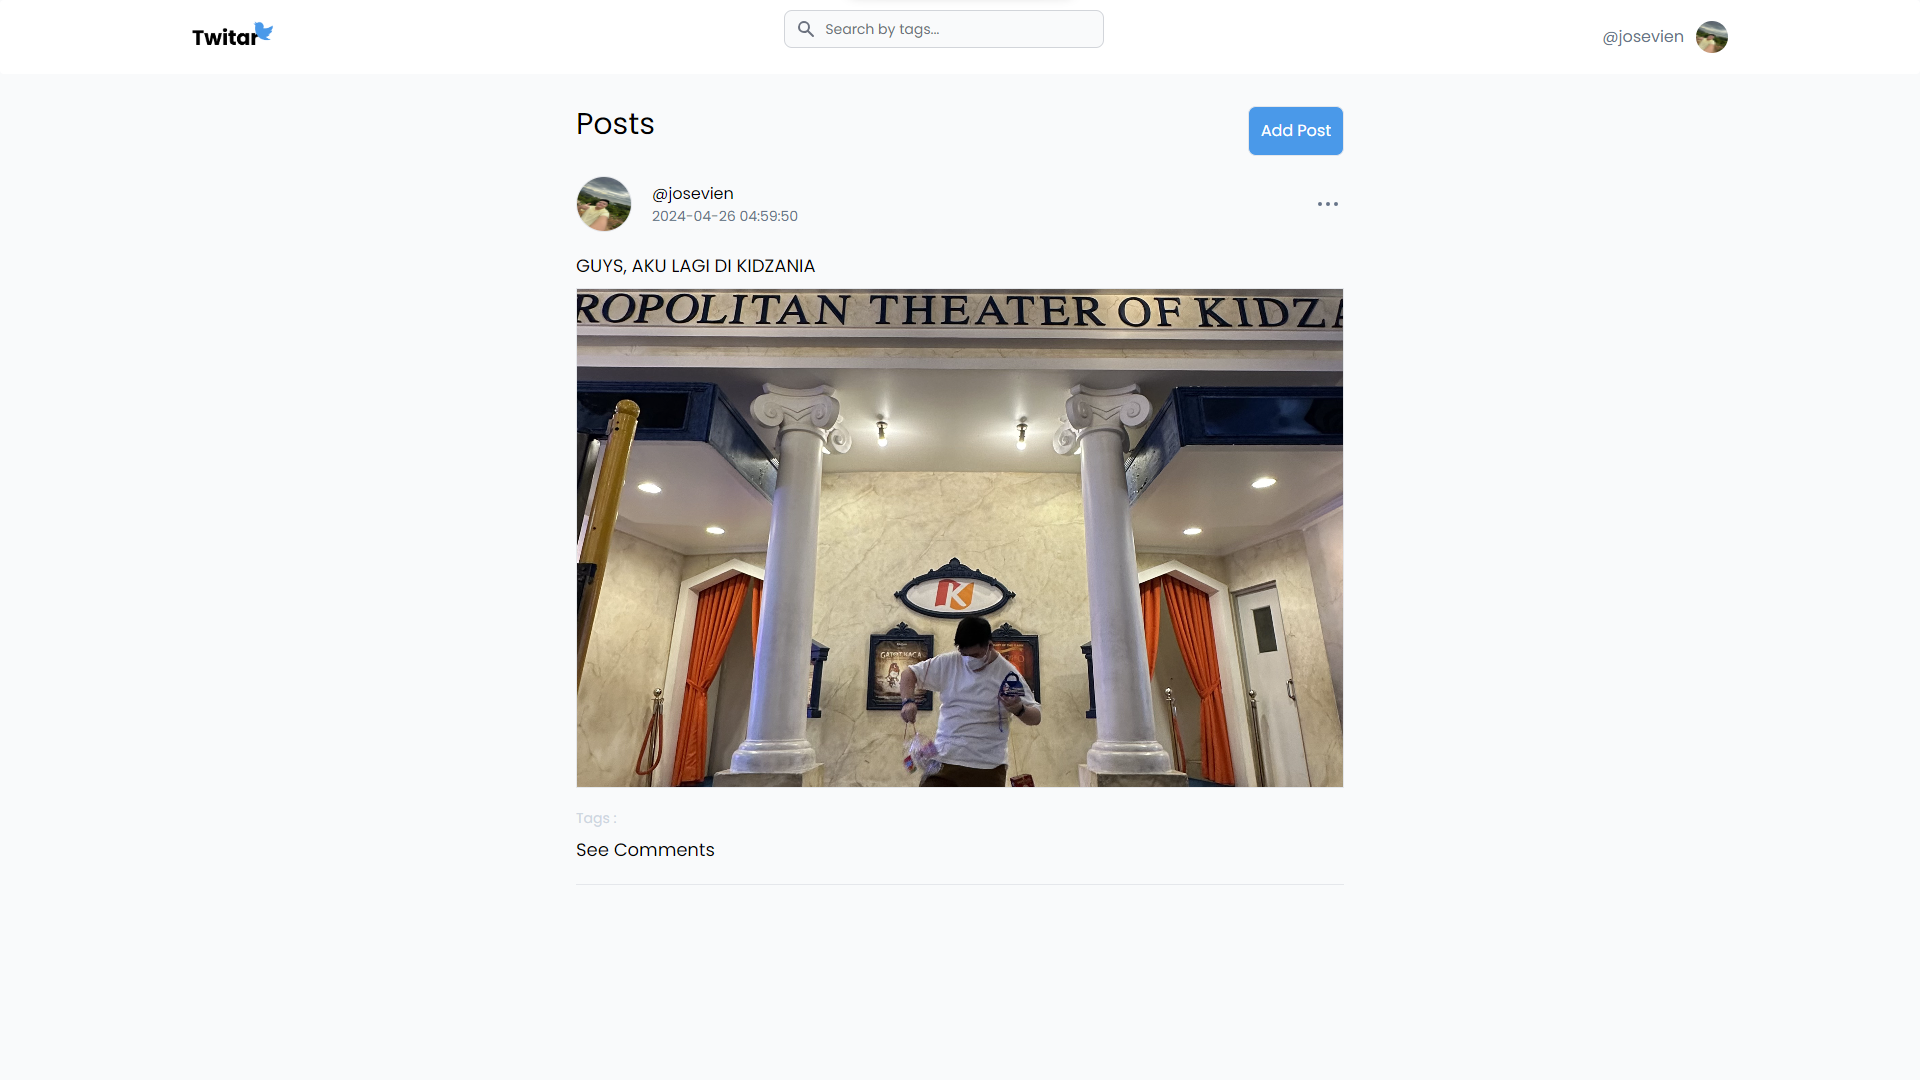 Twitar
Search by tags...
@josevien
Posts
Add Post
@josevien
2024-04-26 04:59:50
GUYS, AKU LAGI DI KIDZANIA
ROPOLITAN THEATER OF KIDZA
K
GATOTKACA
Tags :
See Comments